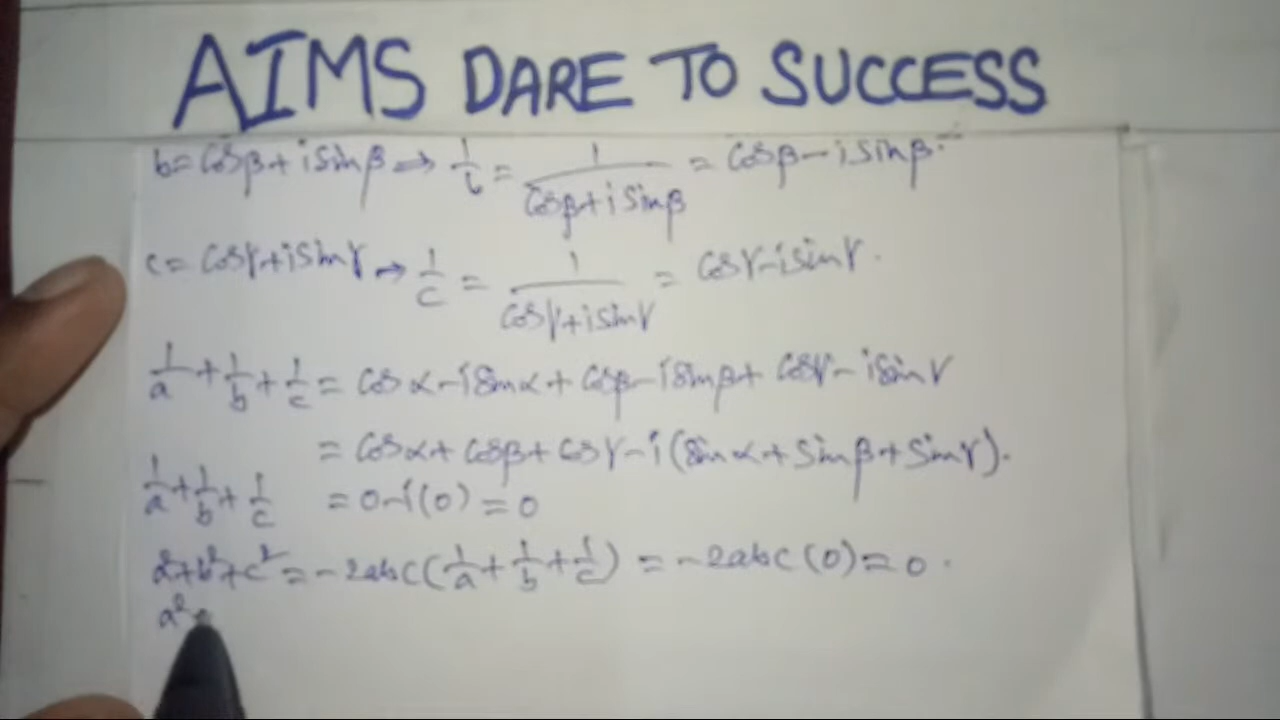 AIMS DARE TO SUCCESS
b = Cosβ + i Sinβ ⇒ 1/b = 1/(Cosβ + i Sinβ) = Cosβ - i Sinβ.
c = Cosγ + i Sinγ ⇒ 1/c = 1/(Cosγ + i Sinγ) = Cosγ - i Sinγ.
1/a + 1/b + 1/c = Cosα - i Sinα + Cosβ - i Sinβ + Cosγ - i Sinγ
= Cosα + Cosβ + Cosγ - i (Sinα + Sinβ + Sinγ).
1/a + 1/b + 1/c = 0 - i(0) = 0
a² + b² + c² = -2abc (1/a + 1/b + 1/c) = -2abc (0) = 0.
a²